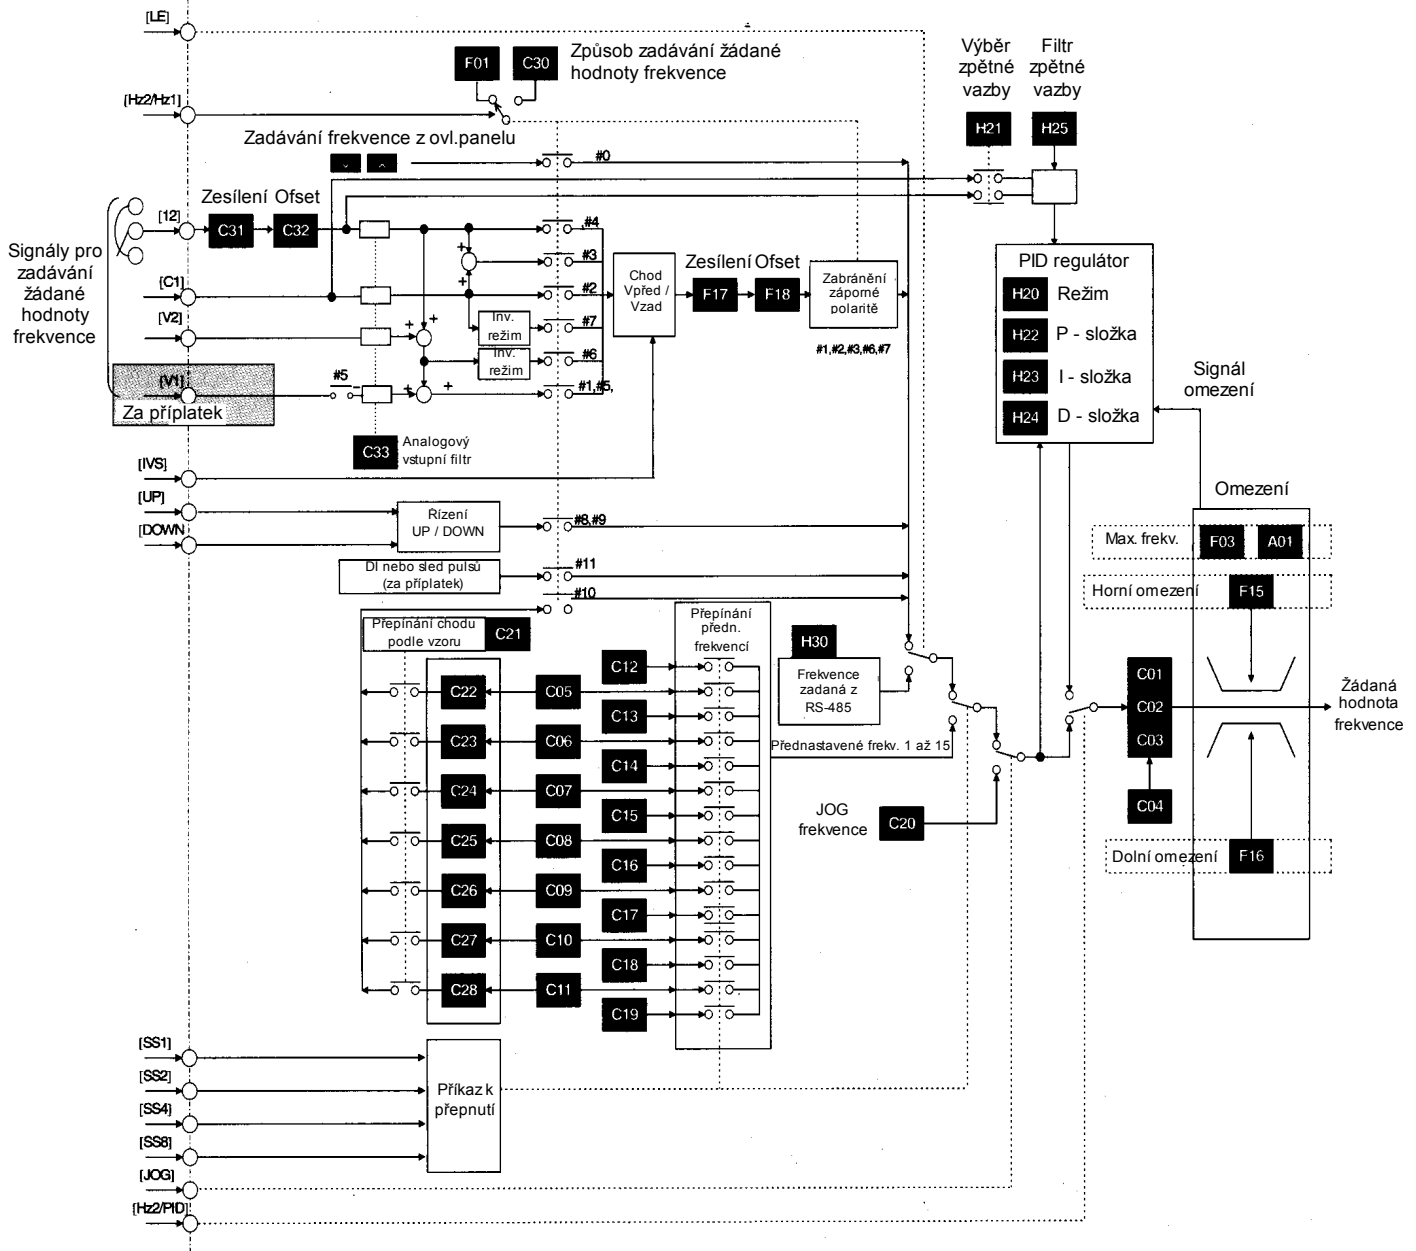 [LE]
F01
C30
Způsob zadávání žádané
hodnoty frekvence
Výběr
zpětné
vazby
Filtr
zpětné
vazby
[Hz2/Hz1]
H21
H25
Zadávání frekvence z ovl.panelu
#0
Zesílení Ofset
[12]
C31
C32
#4
Signály pro
zadávání
žádané
hodnoty
frekvence
+
+
+
#3
[C1]
#2
[V2]
+
+
Inv.
režim
#7
Inv.
režim
#6
[V1]
Za příplatek
#5
–
+
+
#1,#5,
Chod
Vpřed /
Vzad
Zesílení Ofset
F17
F18
Zabránění
záporné
polaritě
#1,#2,#3,#6,#7
PID regulátor
H20 Režim
H22 P - složka
H23 I - složka
H24 D - složka
Signál
omezení
C33
Analogový
vstupní filtr
[IVS]
[UP]
[DOWN
Řízení
UP / DOWN
#8,#9
DI nebo sled pulsů
(za příplatek)
#11
#10
Omezení
Max. frekv.
F03
A01
Horní omezení
F15
Přepínání chodu
podle vzoru
C21
Přepínání
předn.
frekvencí
H30
Frekvence
zadaná z
RS-485
C12
C22
C05
C13
C23
C06
C14
C24
C07
C15
C25
C08
C16
C26
C09
C17
C27
C10
C18
C28
C11
C19
Přednastavené frekv. 1 až 15
JOG
frekvence
C20
C01
C02
C03
C04
Žádaná
hodnota
frekvence
Dolní omezení
F16
[SS1]
[SS2]
[SS4]
[SS8]
Příkaz k
přepnutí
[JOG]
[Hz2/PID]